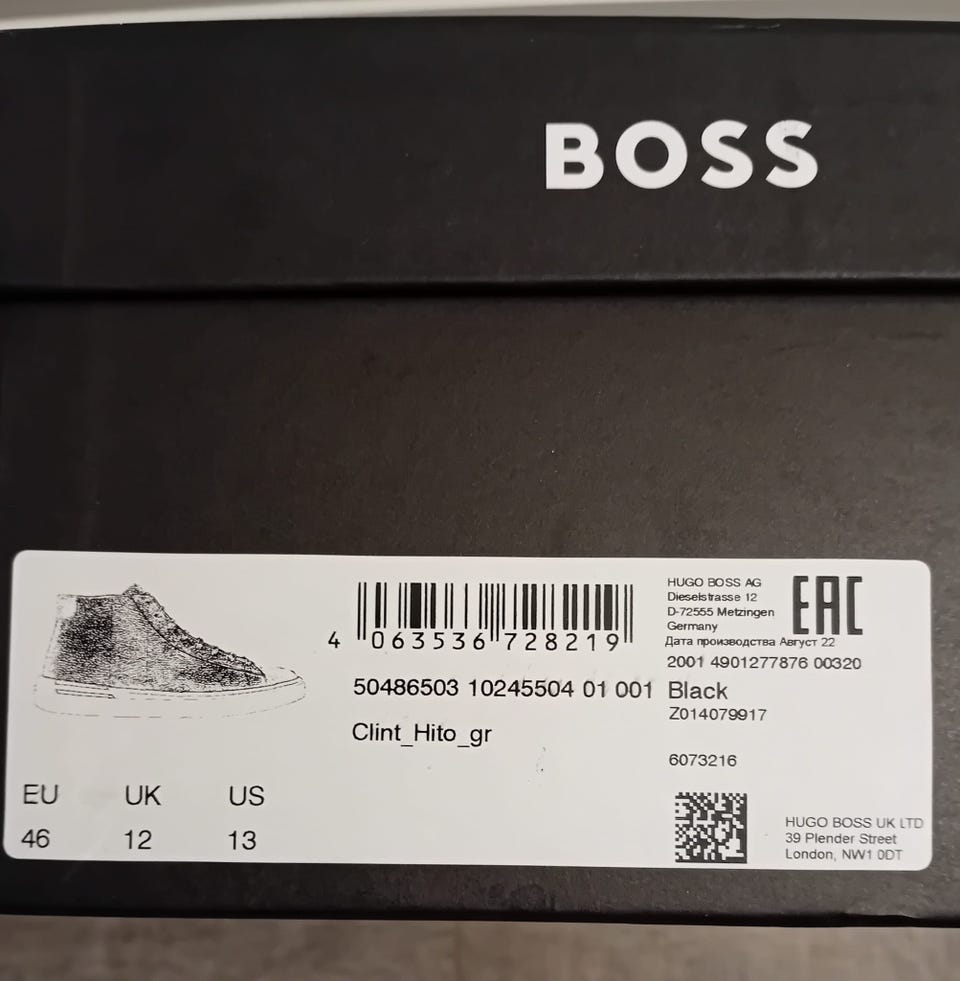 BOSS
4 063536 728219
50486503 10245504 01 001
Clint_Hito_gr
EU UK US
46 12 13
HUGO BOSS AG
Dieselstrasse 12
D-72555 Metzingen
Germany
EAC
Дата производства Август 22
2001 4901277876 00320
Black
Z014079917
6073216
HUGO BOSS UK LTD
39 Plender Street
London, NW1 0DT